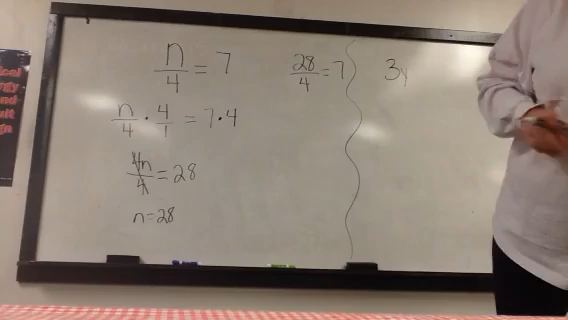 n/4 = 7
n/4 · 4/1 = 7 · 4
4n/4 = 28
n = 28
28/4 = 7
3y